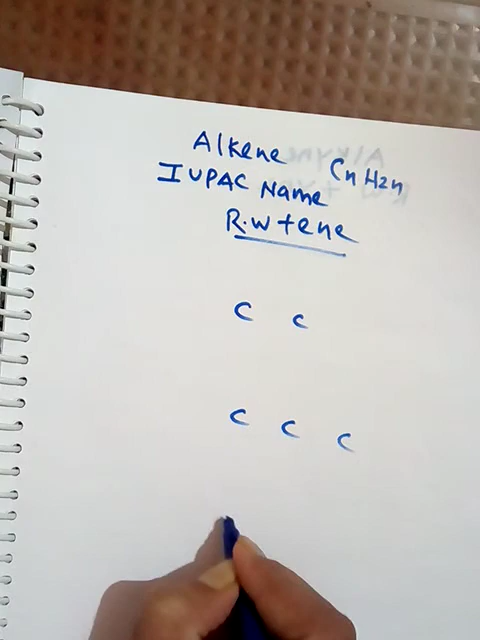 Alkene CnH2n
IUPAC Name
R.W + ene
C C
C C C